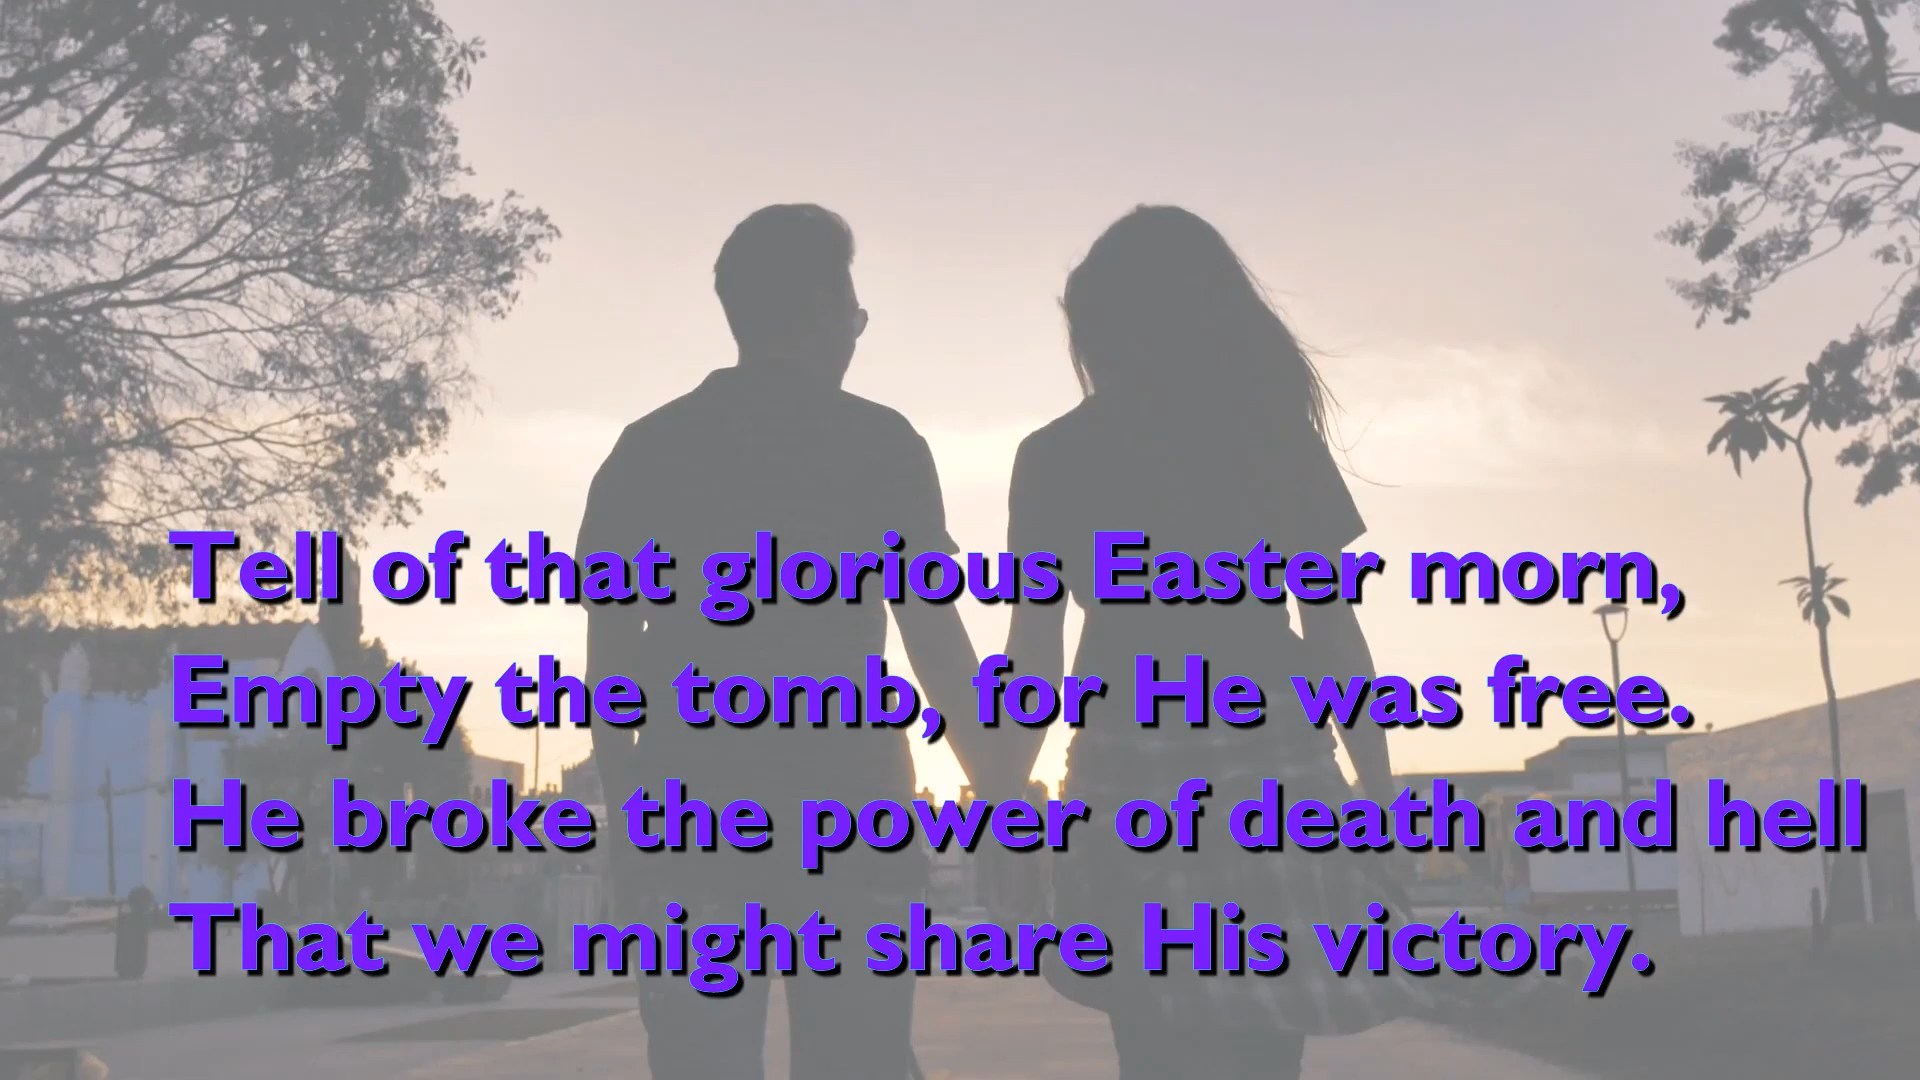 Tell of that glorious Easter morn,
Empty the tomb, for He was free.
He broke the power of death and hell
That we might share His victory.